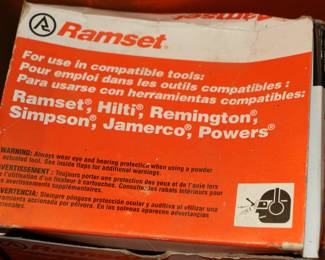 Ramset
For use in compatible tools:
Pour emploi dans les outils compatibles :
Para usarse con herramientas compatibles:
Ramset®, Hilti®, Remington®,
Simpson®, Jamerco®, Powers®
WARNING: Always wear eye and hearing protection when using a powder
actuated tool. See inside flaps for additional warnings.
AVERTISSEMENT : Toujours porter une protection des yeux et de l'ouïe lors
de l'utilisation d'un fixateur à cartouches. Consultez les rabats intérieurs pour
avertissements supplémentaires.
ADVERTENCIA: Siempre póngase protección ocular y auditiva al utilizar una
herramienta accionada por pólvora. En las solapas aparecen advertencias